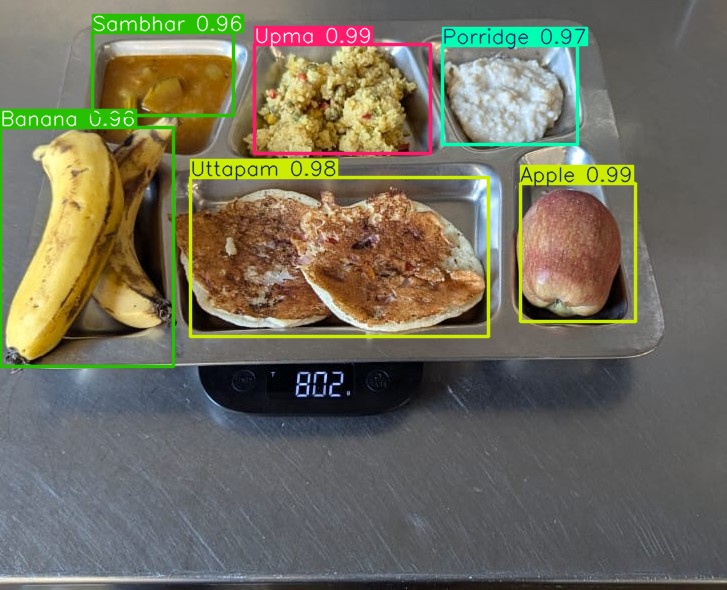 Sambhar 0.96
Upma 0.99
Porridge 0.97
Banana 0.96
Uttapam 0.98
Apple 0.99
802.